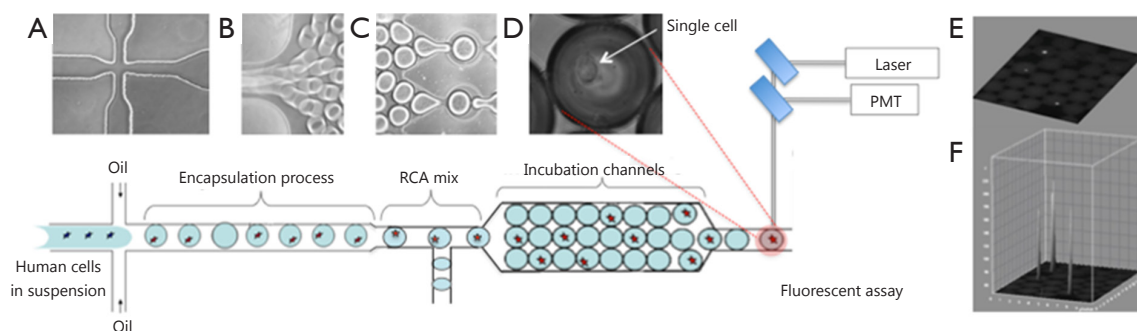 A
B
C
D
Single cell
E
Laser
PMT
F
Oil
Encapsulation process
RCA mix
Incubation channels
Human cells
in suspension
Oil
Fluorescent assay